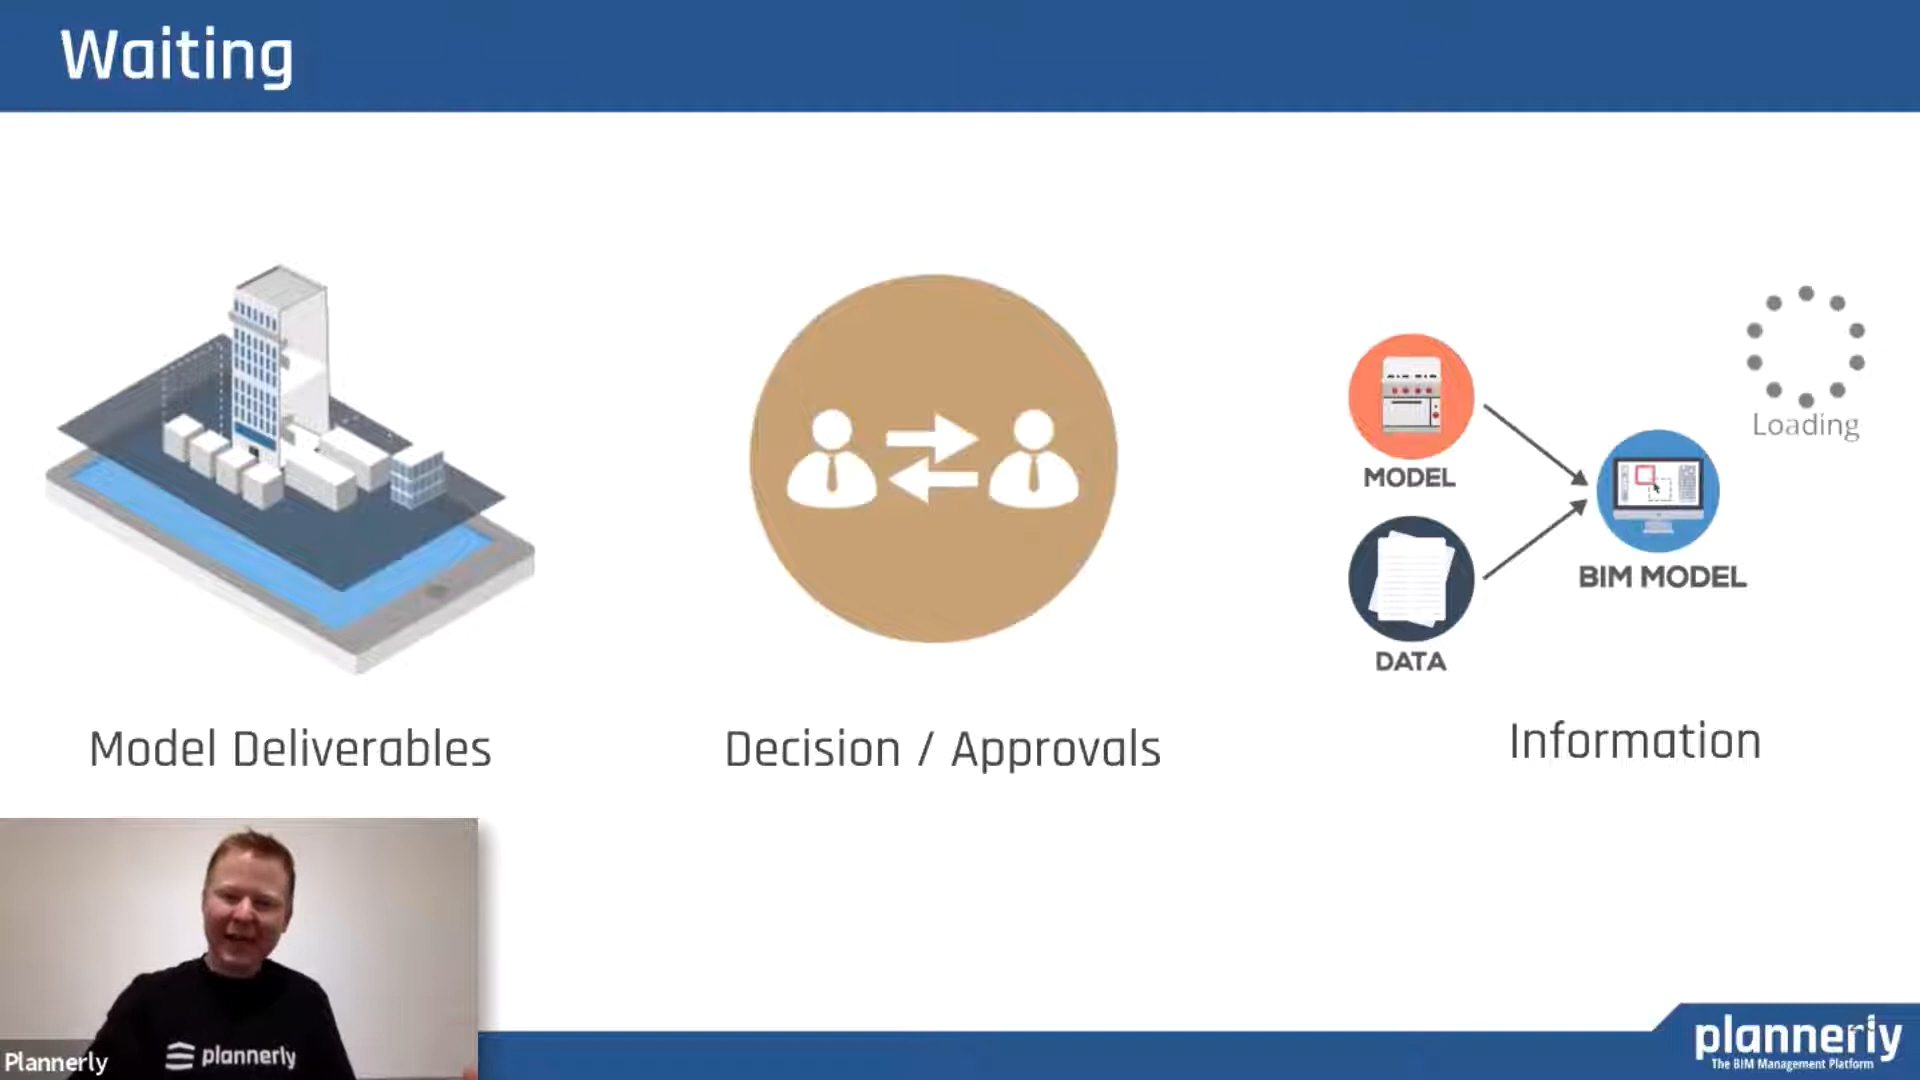 Waiting
Loading
MODEL
BIM MODEL
DATA
Model Deliverables
Decision / Approvals
Information
plannerly
Plannerly
plannerly
The BIM Management Platform